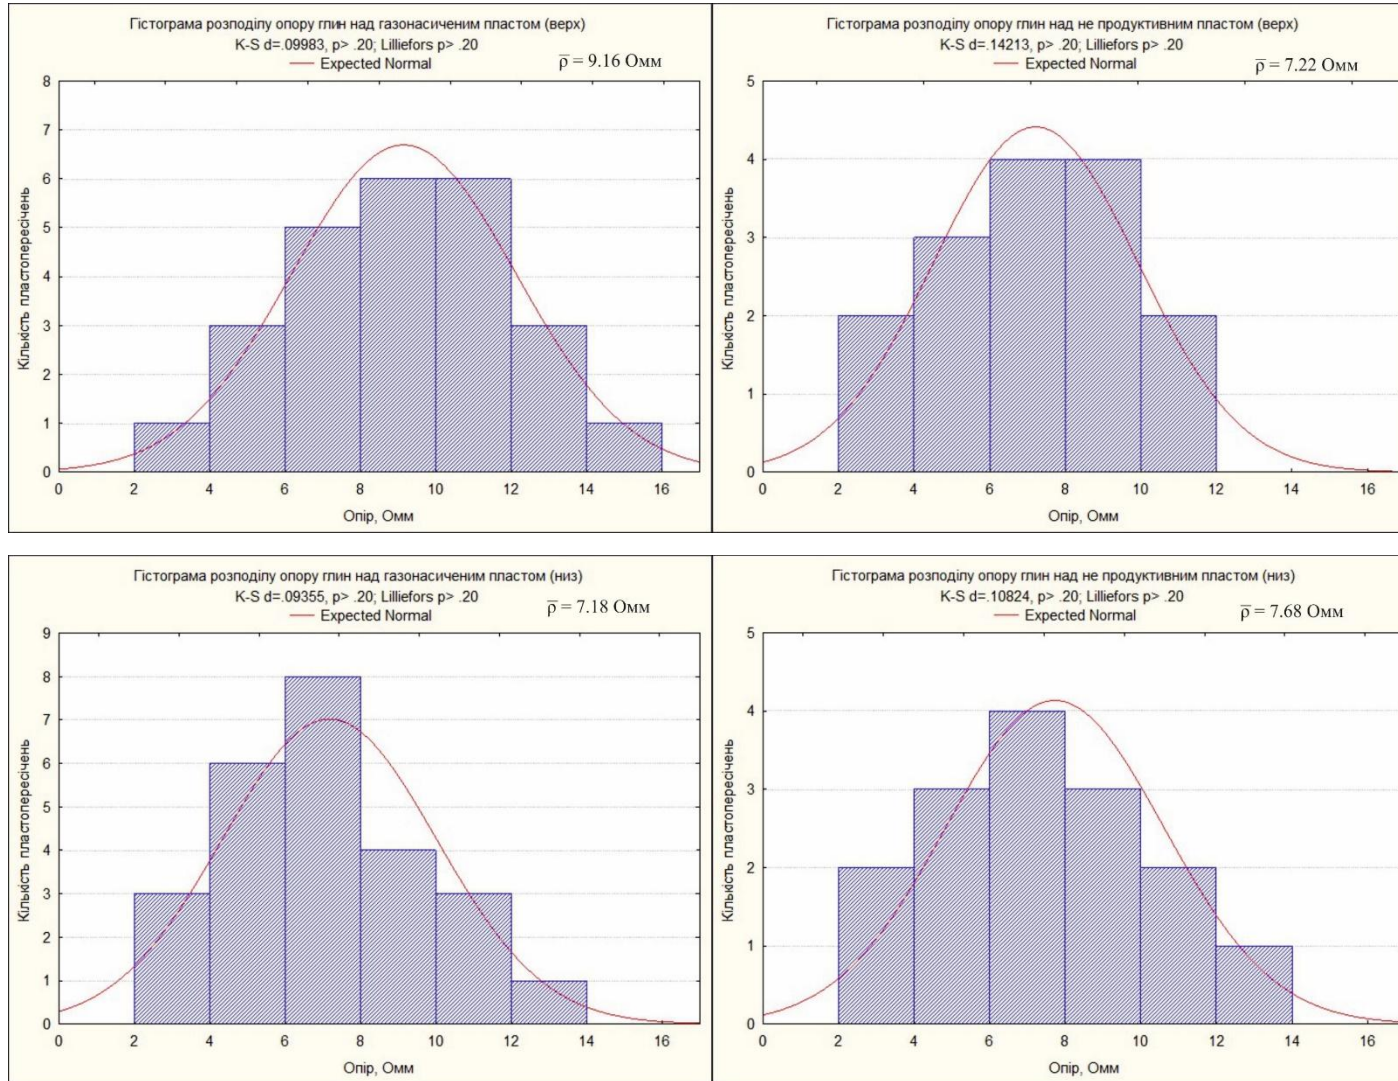 Гістограма розподілу опору глин над газонасиченим пластом (верх)
K-S d=.09983, p> .20; Lilliefors p> .20
Expected Normal
ρ̅ = 9.16 Омм
8
7
6
5
4
3
2
1
0
Кількість пластопересічень
0 2 4 6 8 10 12 14 16
Опір, Омм
Гістограма розподілу опору глин над не продуктивним пластом (верх)
K-S d=.14213, p> .20; Lilliefors p> .20
Expected Normal
ρ̅ = 7.22 Омм
5
4
3
2
1
0
Кількість пластопересічень
0 2 4 6 8 10 12 14 16
Опір, Омм
Гістограма розподілу опору глин над газонасиченим пластом (низ)
K-S d=.09355, p> .20; Lilliefors p> .20
Expected Normal
ρ̅ = 7.18 Омм
9
8
7
6
5
4
3
2
1
0
Кількість пластопересічень
0 2 4 6 8 10 12 14 16
Опір, Омм
Гістограма розподілу опору глин над не продуктивним пластом (низ)
K-S d=.10824, p> .20; Lilliefors p> .20
Expected Normal
ρ̅ = 7.68 Омм
5
4
3
2
1
0
Кількість пластопересічень
0 2 4 6 8 10 12 14 16
Опір, Омм